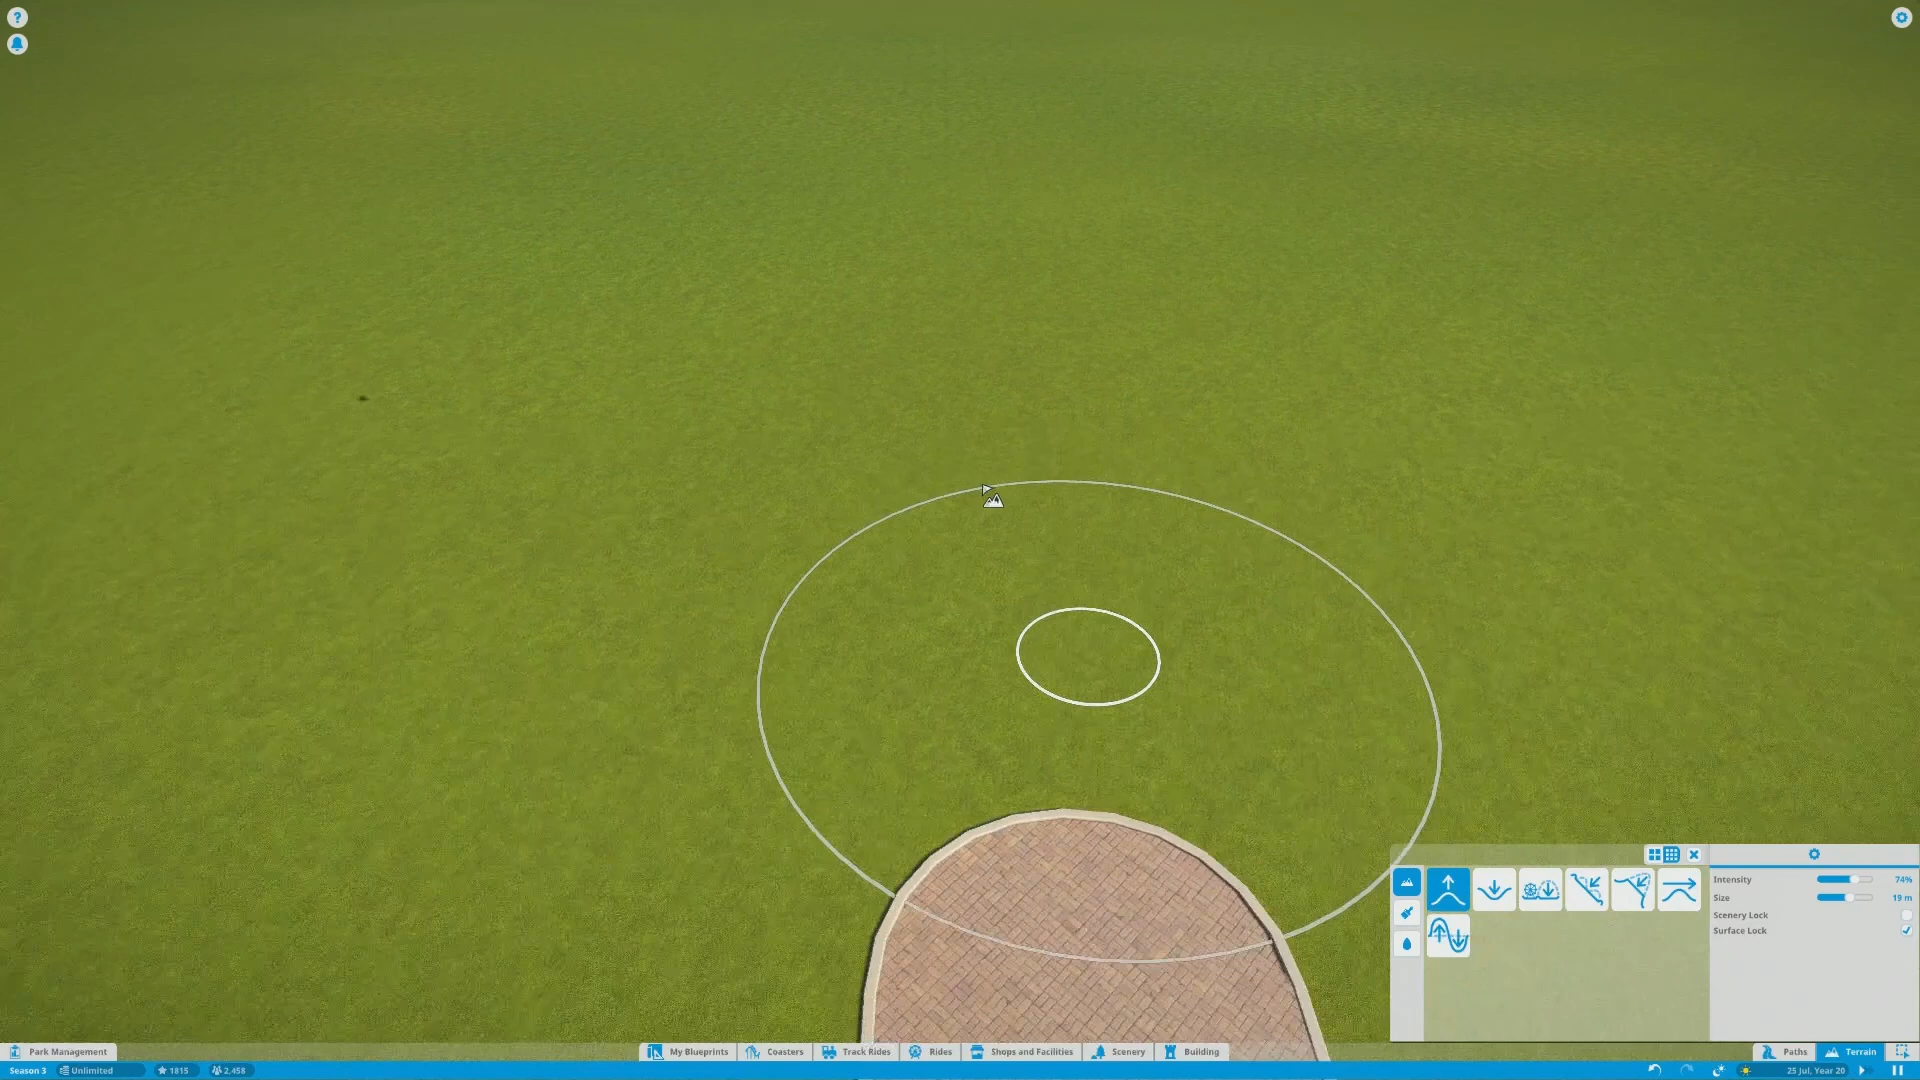 ?
Intensity 74%
Size 19 m
Scenery Lock
Surface Lock
Park Management
My Blueprints
Coasters
Track Rides
Rides
Shops and Facilities
Scenery
Building
Paths
Terrain
Season 3
Unlimited
1815
2,458
25 Jul, Year 20